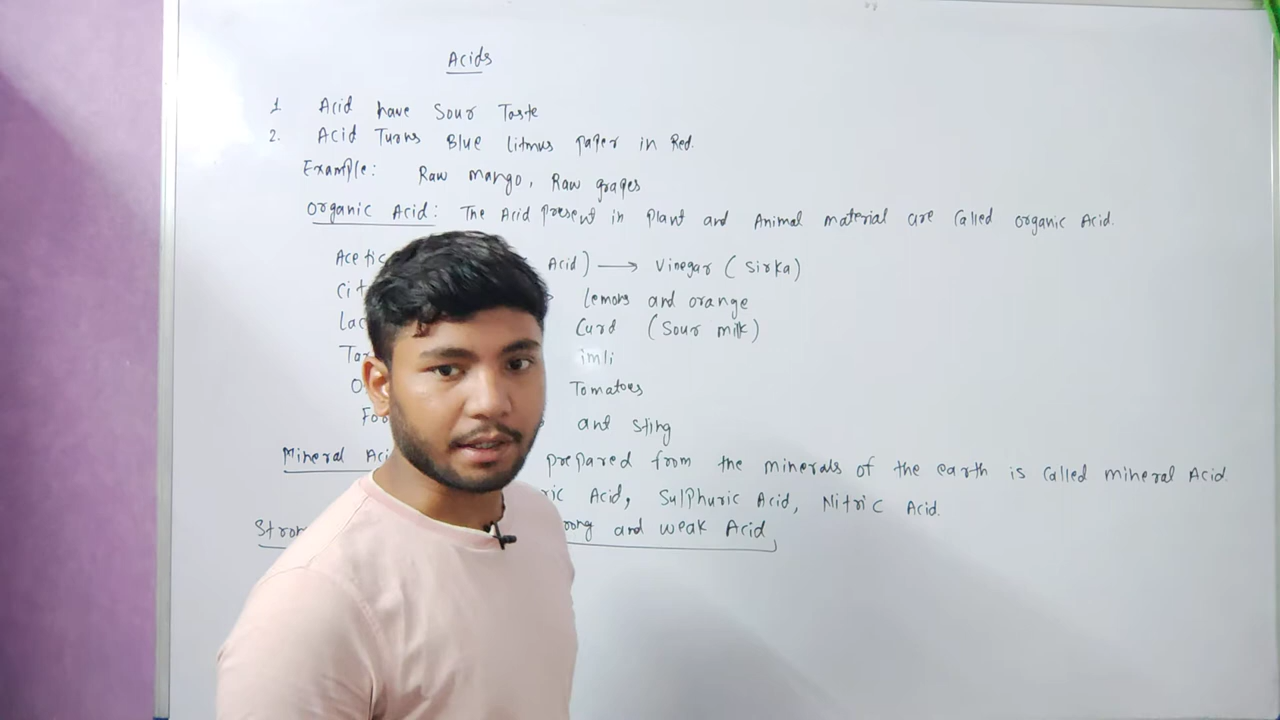 Acids
1. Acid have Sour Taste
2. Acid Turns Blue litmus paper in Red.
Example: Raw mango, Raw grapes
Organic Acid: The Acid present in plant and Animal material are called organic Acid.
Acetic Acid) → Vinegar (Sirka)
Cit lemons and orange
Lac Curd (Sour milk)
Tar imli
O Tomatoes
For and sting
Mineral Aci prepared from the minerals of the earth is called mineral Acid.
ric Acid, Sulphuric Acid, Nitric Acid.
Stron rong and weak Acid